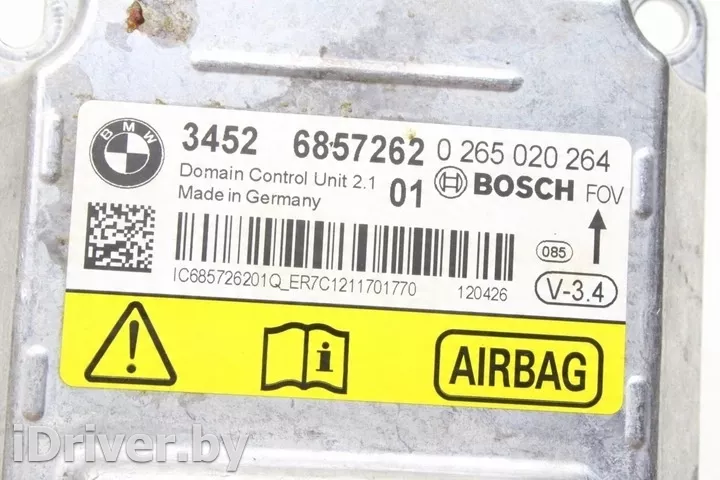 BMW
3452 6857262 0 265 020 264
Domain Control Unit 2.1 01 BOSCH FOV
Made in Germany
085
IC685726201Q_ER7C1211701770 120426 V-3.4
AIRBAG
iDriver.by